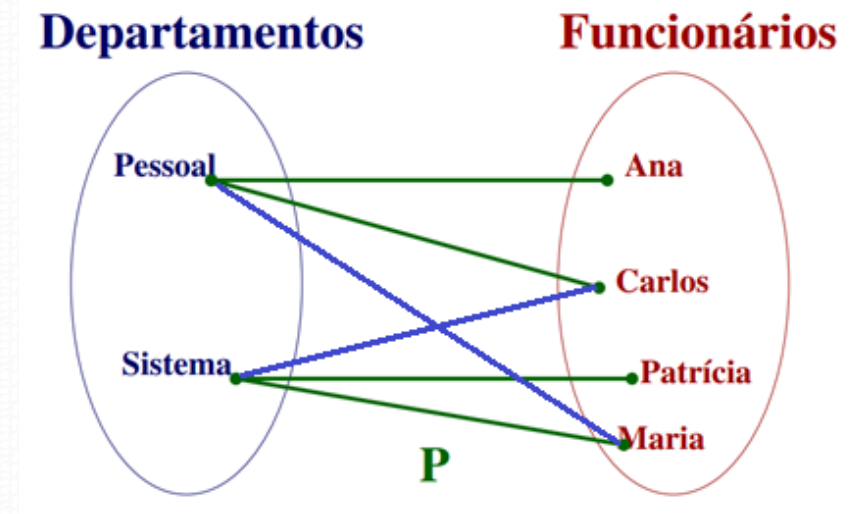 Departamentos Funcionários
Pessoal Ana
Carlos
Sistema Patrícia
Maria
P